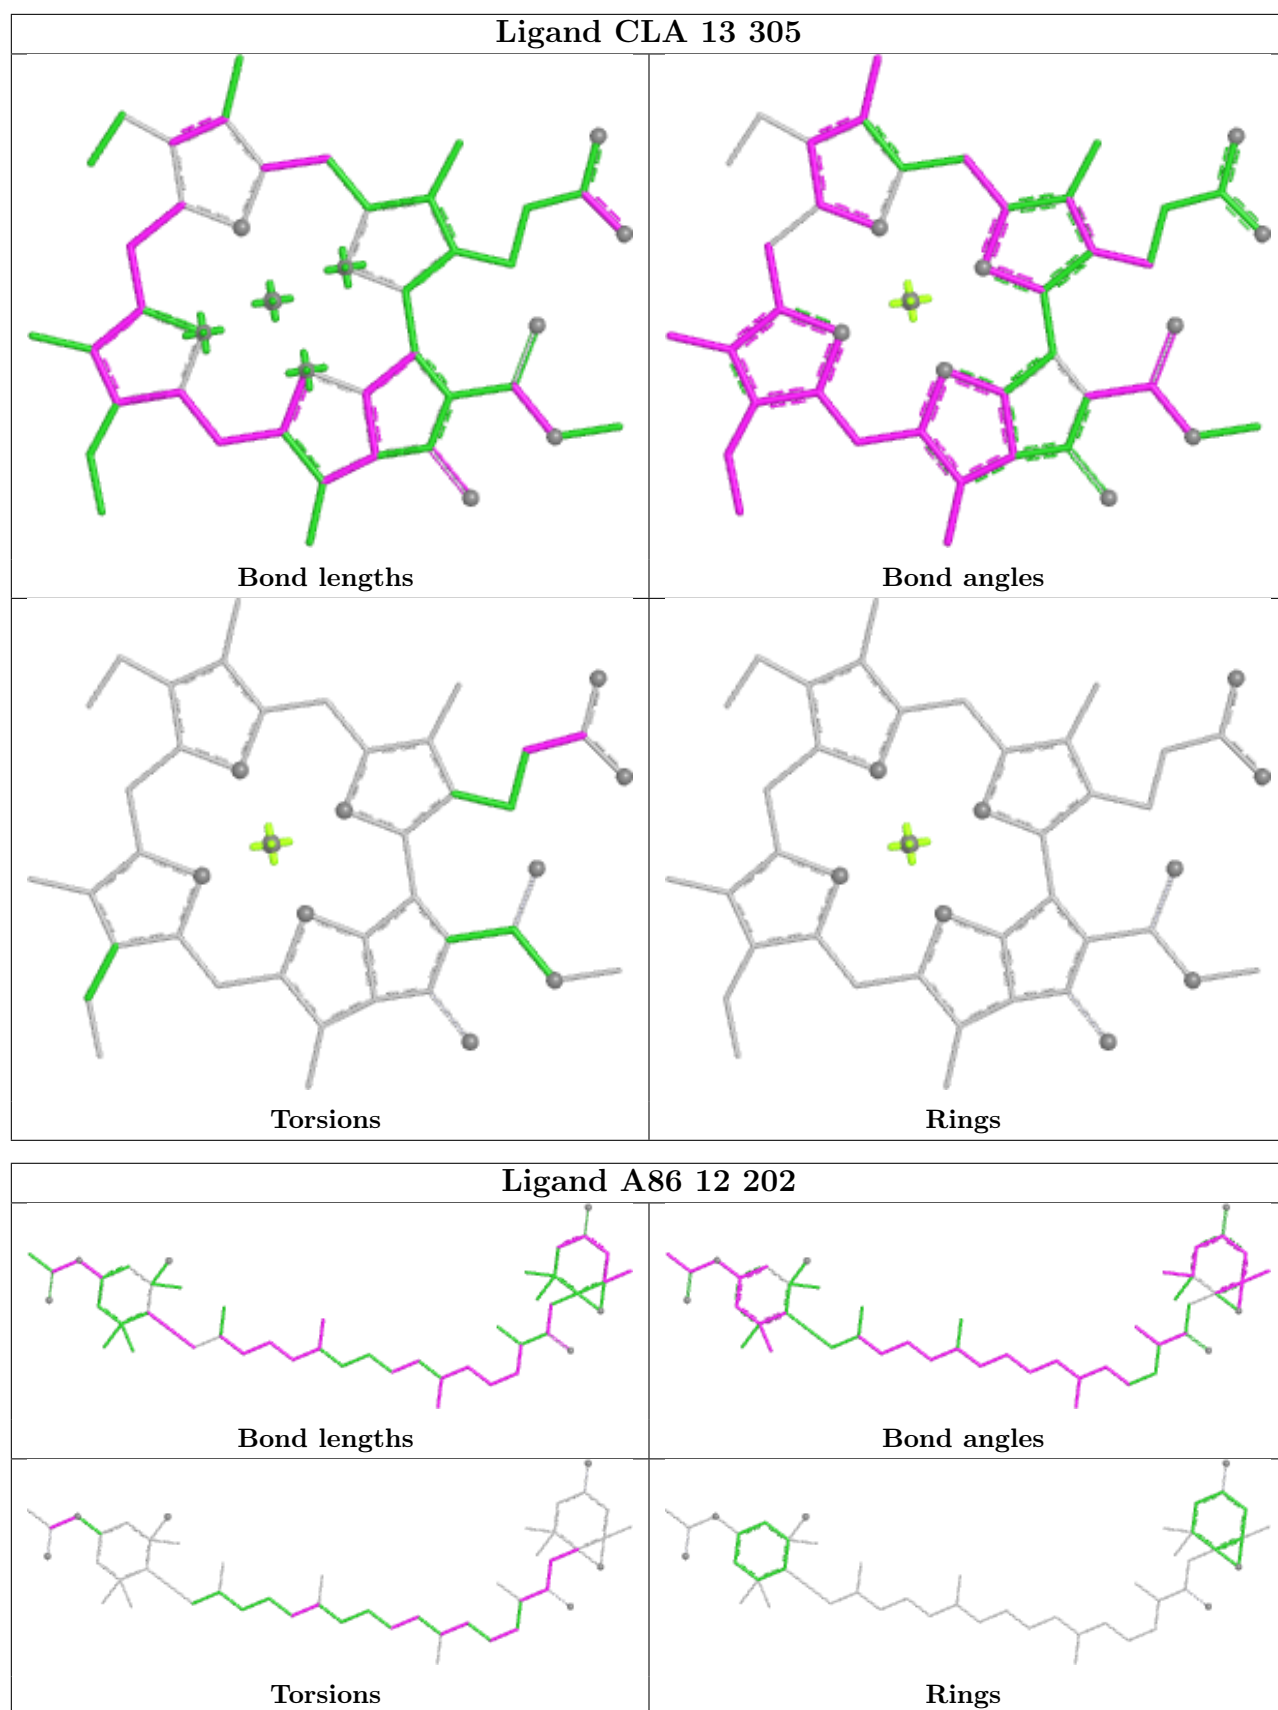 Ligand CLA 13 305
Bond lengths
Bond angles
Torsions
Rings
Ligand A86 12 202
Bond lengths
Bond angles
Torsions
Rings